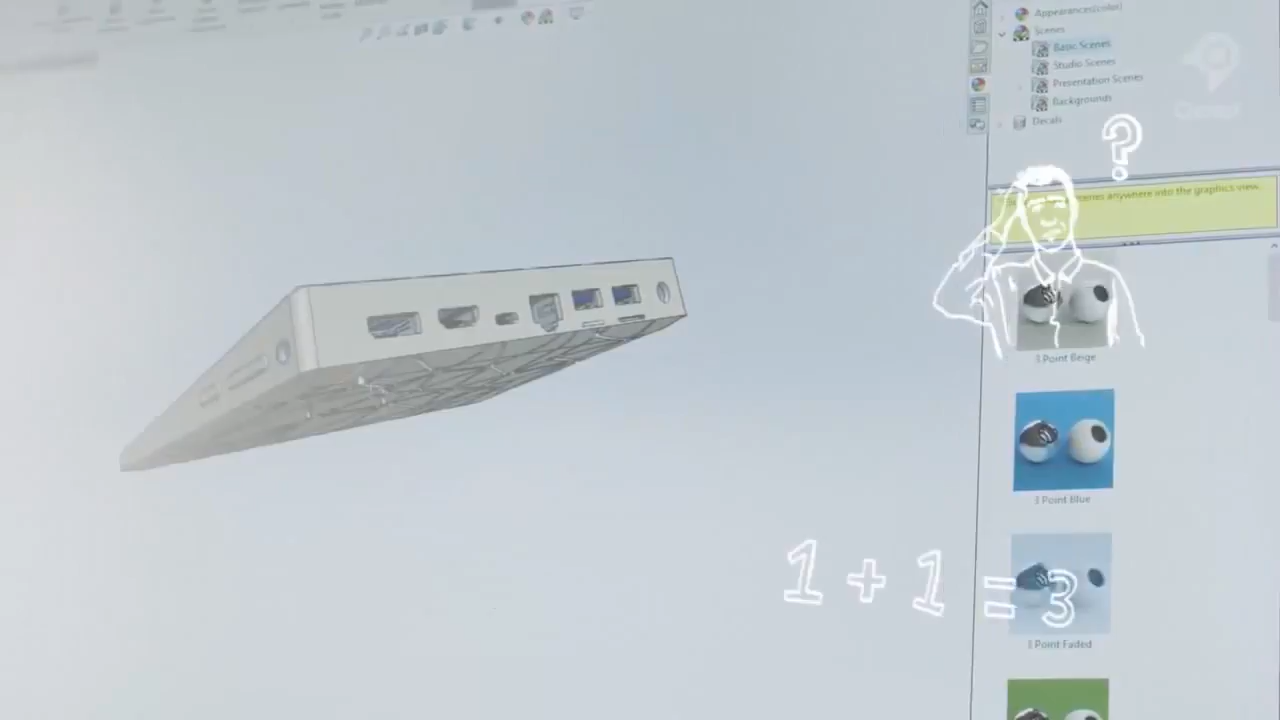 Appearances(color)
Scenes
Basic Scenes
Studio Scenes
Presentation Scenes
Backgrounds
Decals
?
scenes anywhere into the graphics view.
3 Point Beige
3 Point Blue
1 + 1 = 3
3 Point Faded